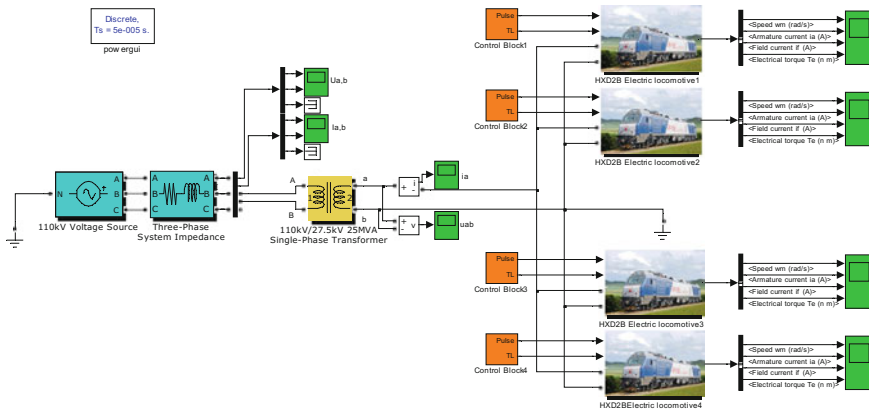 Discrete,
Ts = 5e-005 s.
powergui
Ua,b
Ia,b
N
A
B
C
110kV Voltage Source
A
B
C
A
B
C
Three-Phase
System Impedance
A
B
1
2
a
b
110kV/27.5kV 25MVA
Single-Phase Transformer
+
-
i
ia
+
-
v
uab
Pulse
TL
Control Block1
HXD2B Electric locomotive1
<Speed wm (rad/s)>
<Armature current ia (A)>
<Field current if (A)>
<Electrical torque Te (n m)>
Pulse
TL
Control Block2
HXD2B Electric locomotive2
<Speed wm (rad/s)>
<Armature current ia (A)>
<Field current if (A)>
<Electrical torque Te (n m)>
Pulse
TL
Control Block3
HXD2B Electric locomotive3
<Speed wm (rad/s)>
<Armature current ia (A)>
<Field current if (A)>
<Electrical torque Te (n m)>
Pulse
TL
Control Block4
HXD2BElectric locomotive4
<Speed wm (rad/s)>
<Armature current ia (A)>
<Field current if (A)>
<Electrical torque Te (n m)>